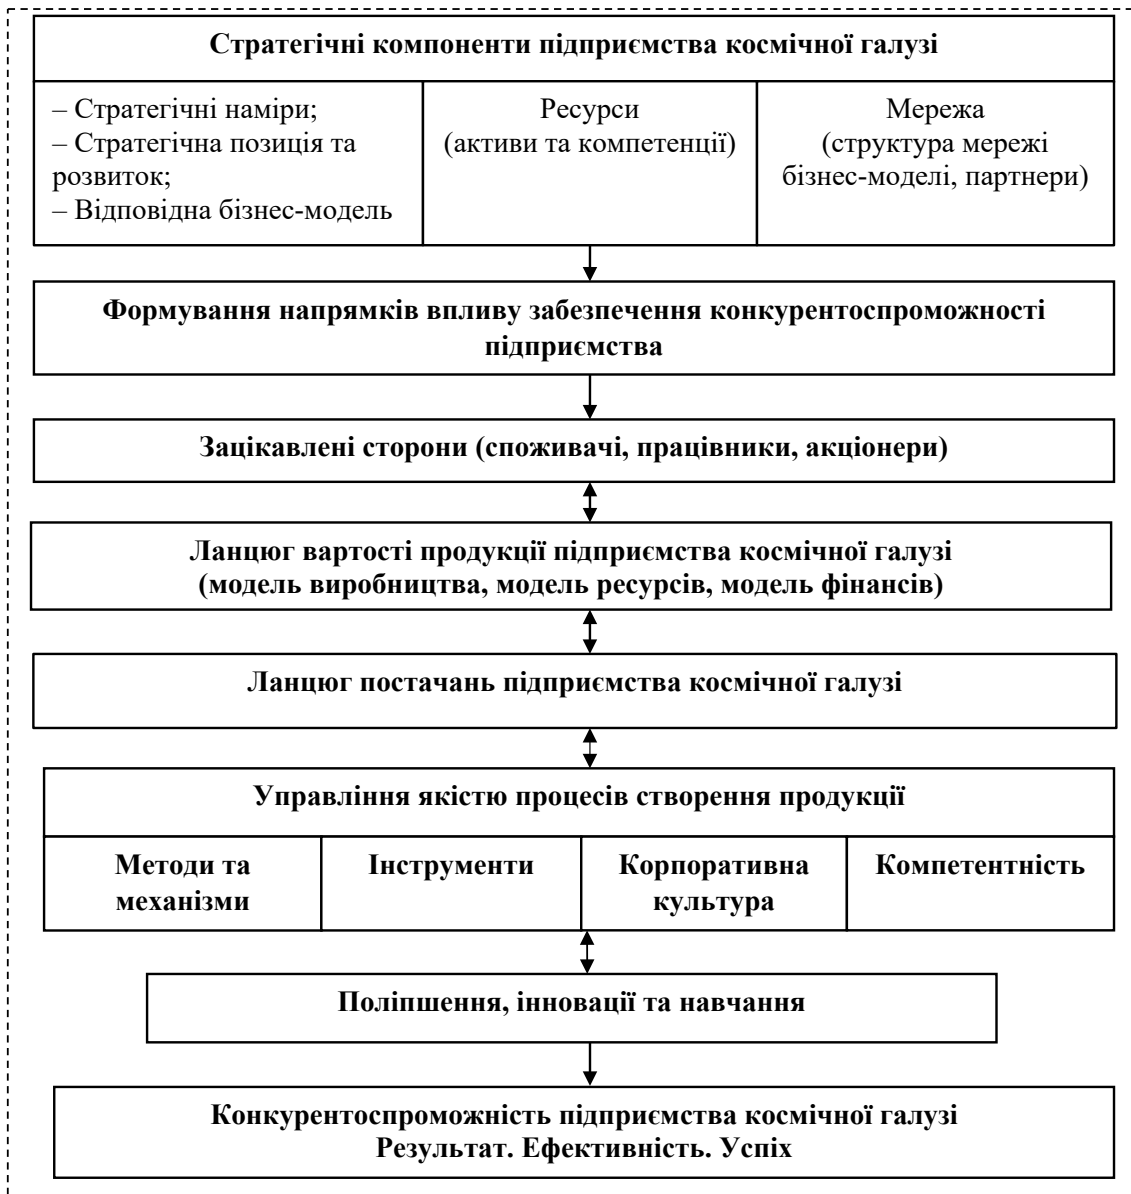 Стратегічні компоненти підприємства космічної галузі
– Стратегічні наміри;
– Стратегічна позиція та
розвиток;
– Відповідна бізнес-модель
Ресурси
(активи та компетенції)
Мережа
(структура мережі
бізнес-моделі, партнери)
Формування напрямків впливу забезпечення конкурентоспроможності
підприємства
Зацікавлені сторони (споживачі, працівники, акціонери)
Ланцюг вартості продукції підприємства космічної галузі
(модель виробництва, модель ресурсів, модель фінансів)
Ланцюг постачань підприємства космічної галузі
Управління якістю процесів створення продукції
Методи та
механізми
Інструменти
Корпоративна
культура
Компетентність
Поліпшення, інновації та навчання
Конкурентоспроможність підприємства космічної галузі
Результат. Ефективність. Успіх